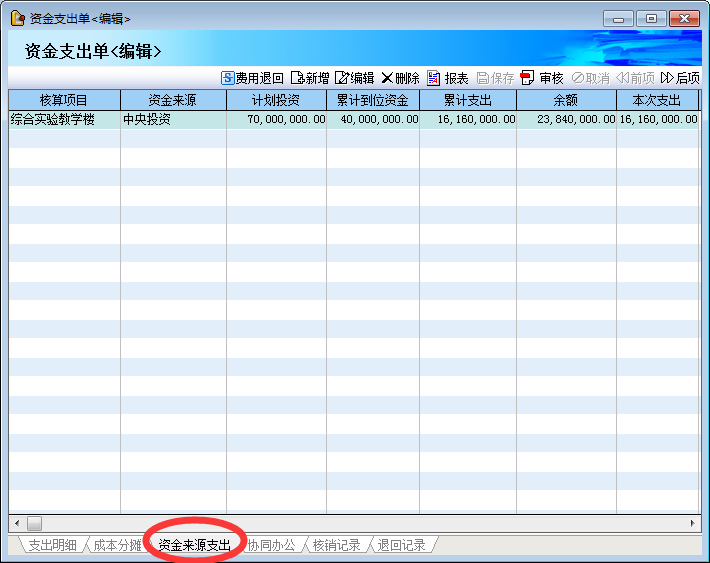 资金支出单<编辑>
资金支出单<编辑>
费用退回 新增 编辑 删除 报表 保存 审核 取消 前项 后项
核算项目 资金来源 计划投资 累计到位资金 累计支出 余额 本次支出
综合实验教学楼 中央投资 70,000,000.00 40,000,000.00 16,160,000.00 23,840,000.00 16,160,000.00
支出明细 成本分摊 资金来源支出 协同办公 核销记录 退回记录